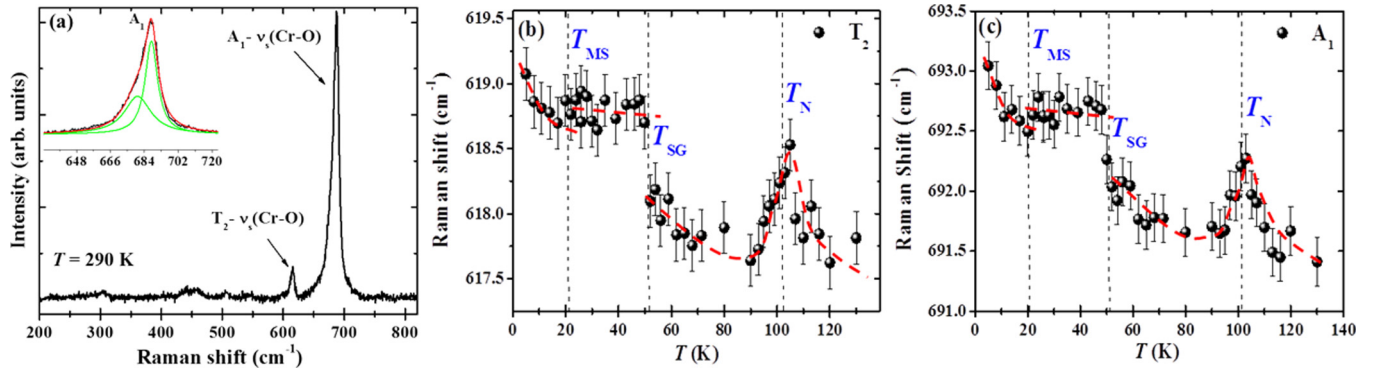 (a)
A1
A1- νs(Cr-O)
T2- νs(Cr-O)
T = 290 K
648 666 684 702 720
Intensity (arb. units)
200 300 400 500 600 700 800
Raman shift (cm-1)
(b)
T2
TMS
TSG
TN
619.5
619.0
618.5
618.0
617.5
Raman shift (cm-1)
0 20 40 60 80 100 120
T (K)
(c)
A1
TMS
TSG
TN
693.5
693.0
692.5
692.0
691.5
691.0
Raman Shift (cm-1)
0 20 40 60 80 100 120 140
T (K)